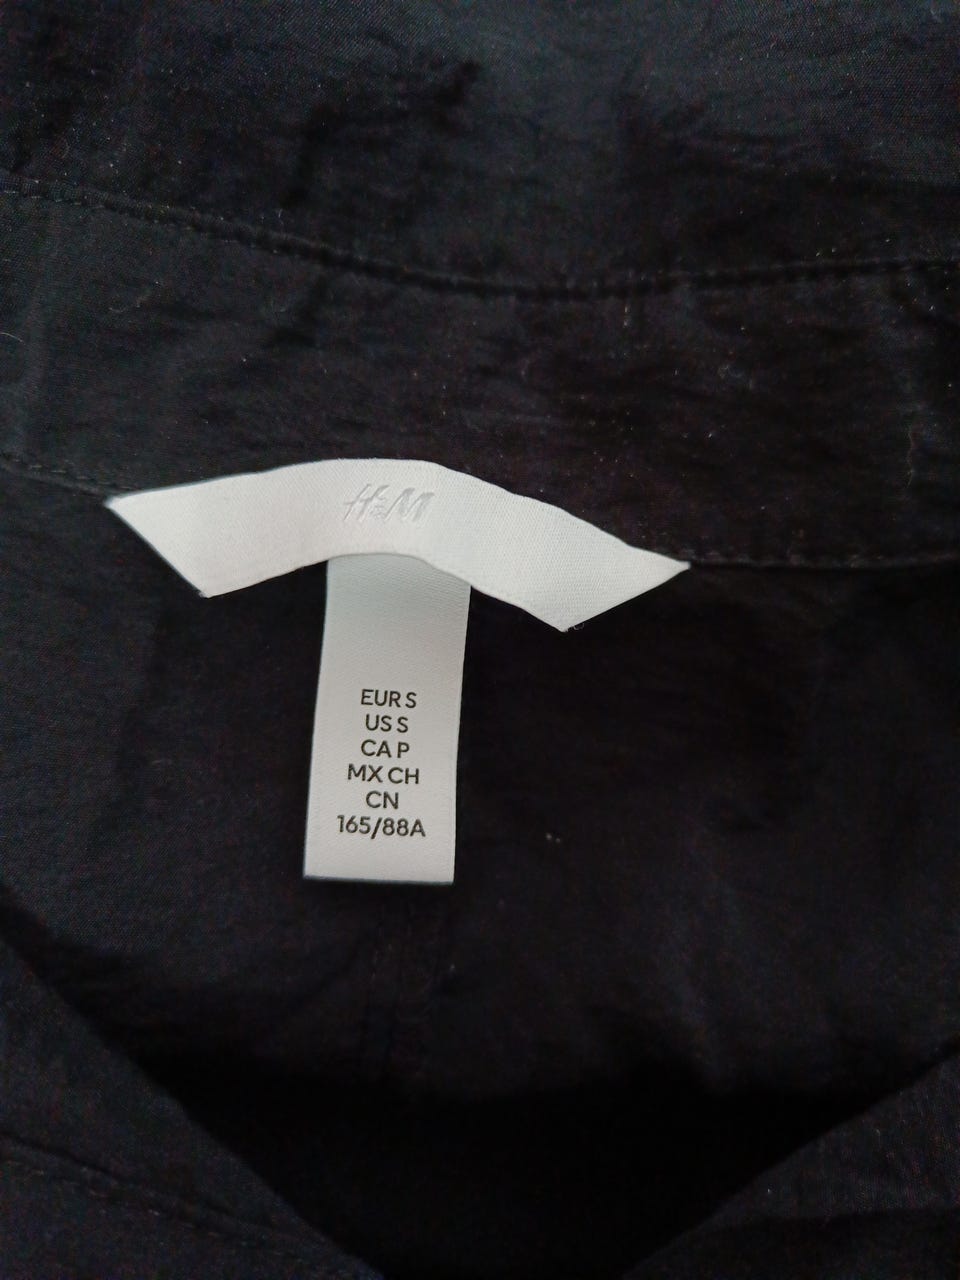 H&M
EUR S
US S
CA P
MX CH
CN
165/88A